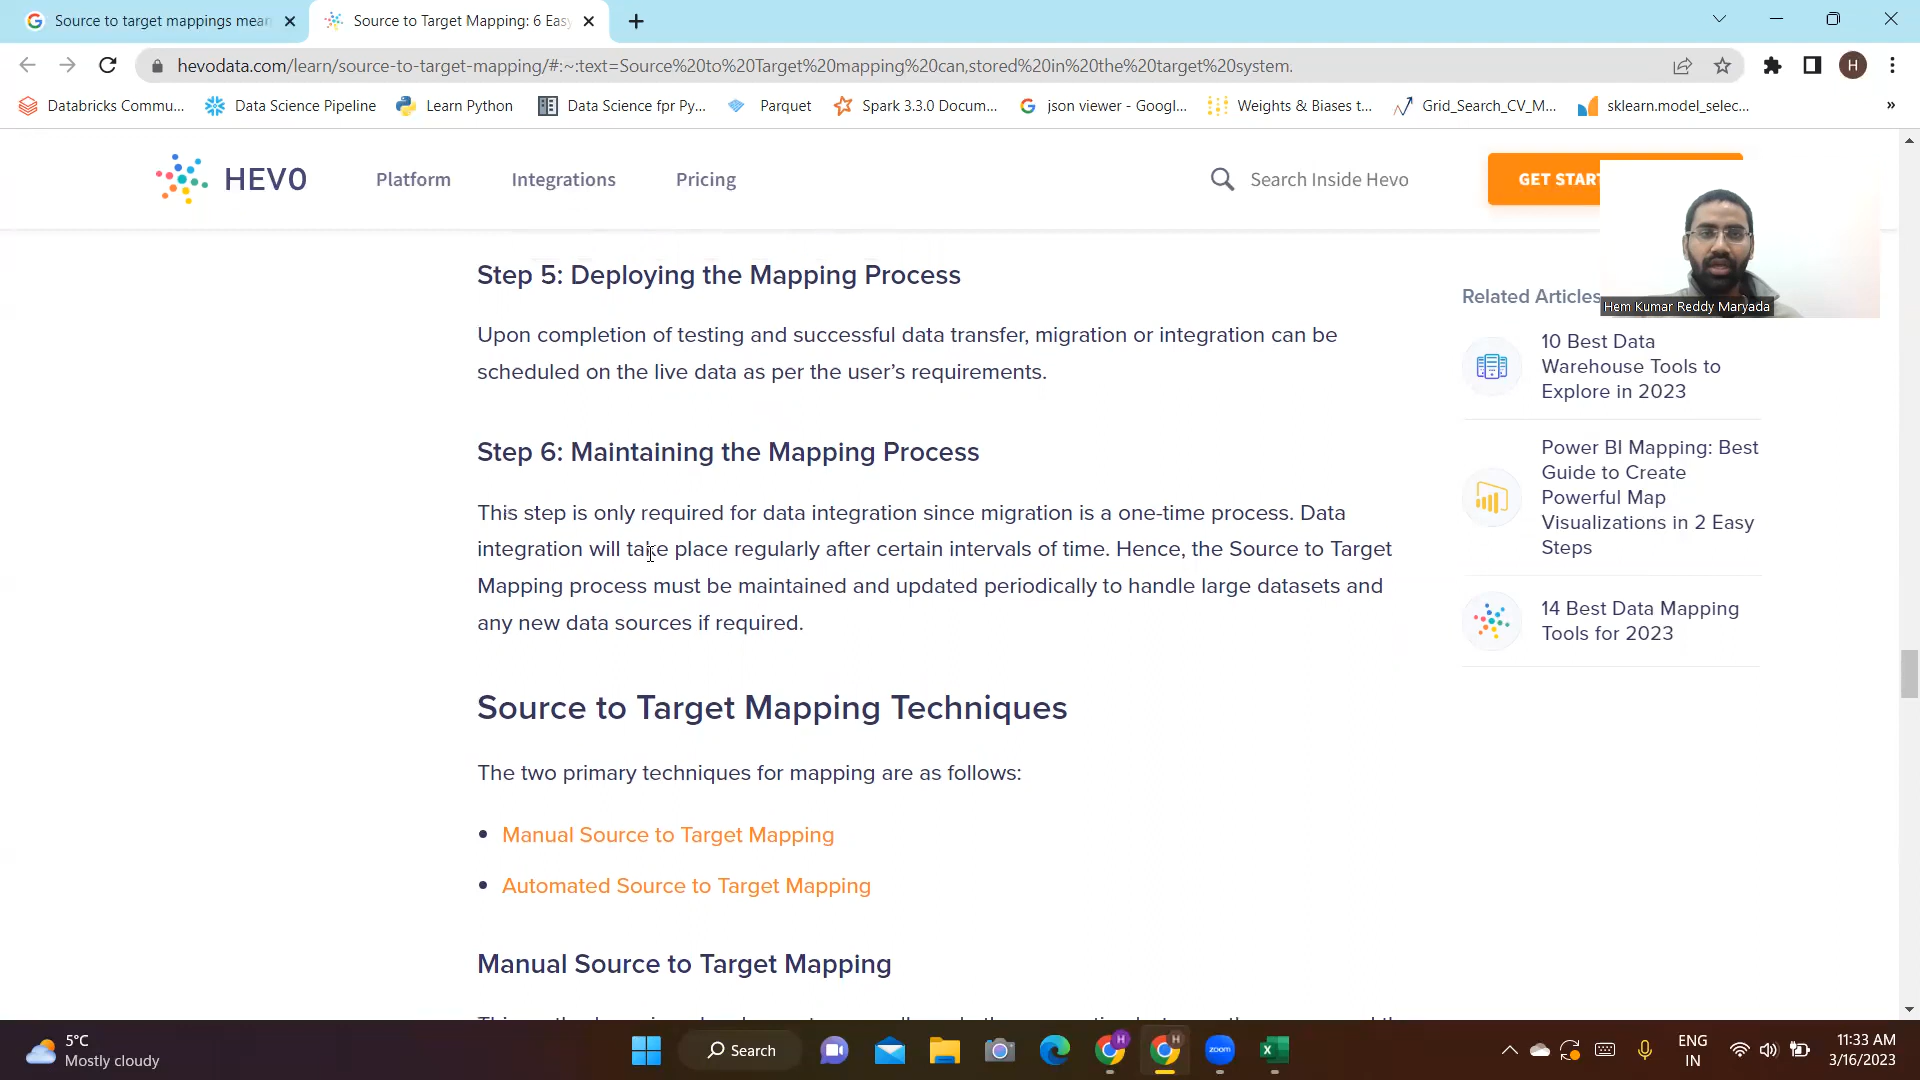 Source to target mappings mean
Source to Target Mapping: 6 Easy
hevodata.com/learn/source-to-target-mapping/#:~:text=Source%20to%20Target%20mapping%20can,stored%20in%20the%20target%20system.
H
Databricks Commu...
Data Science Pipeline
Learn Python
Data Science fpr Py...
Parquet
Spark 3.3.0 Docum...
json viewer - Googl...
Weights & Biases t...
Grid_Search_CV_M...
sklearn.model_selec...
»
HEVO
Platform
Integrations
Pricing
Search Inside Hevo
GET START
Hem Kumar Reddy Maryada
Step 5: Deploying the Mapping Process
Upon completion of testing and successful data transfer, migration or integration can be
scheduled on the live data as per the user's requirements.
Step 6: Maintaining the Mapping Process
This step is only required for data integration since migration is a one-time process. Data
integration will take place regularly after certain intervals of time. Hence, the Source to Target
Mapping process must be maintained and updated periodically to handle large datasets and
any new data sources if required.
Source to Target Mapping Techniques
The two primary techniques for mapping are as follows:
• Manual Source to Target Mapping
• Automated Source to Target Mapping
Manual Source to Target Mapping
Related Articles
10 Best Data
Warehouse Tools to
Explore in 2023
Power BI Mapping: Best
Guide to Create
Powerful Map
Visualizations in 2 Easy
Steps
14 Best Data Mapping
Tools for 2023
5°C
Mostly cloudy
Search
H
H
zoom
ENG
IN
11:33 AM
3/16/2023